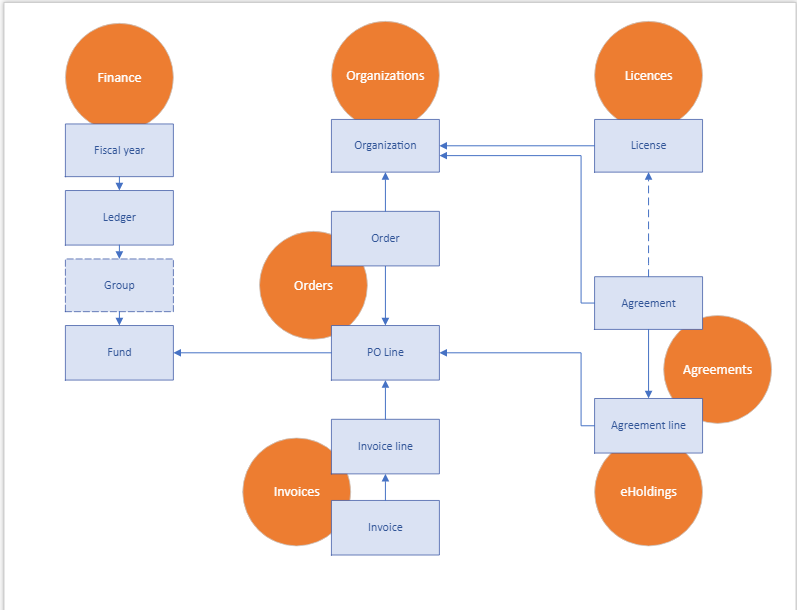 Finance
Organizations
Licences
Fiscal year
Organization
License
Ledger
Order
Group
Orders
Agreement
Fund
PO Line
Agreements
Invoice line
Agreement line
Invoices
eHoldings
Invoice